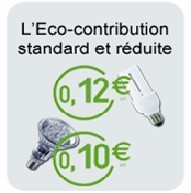 L'Eco-contribution
standard et réduite
0,12€
0,10€